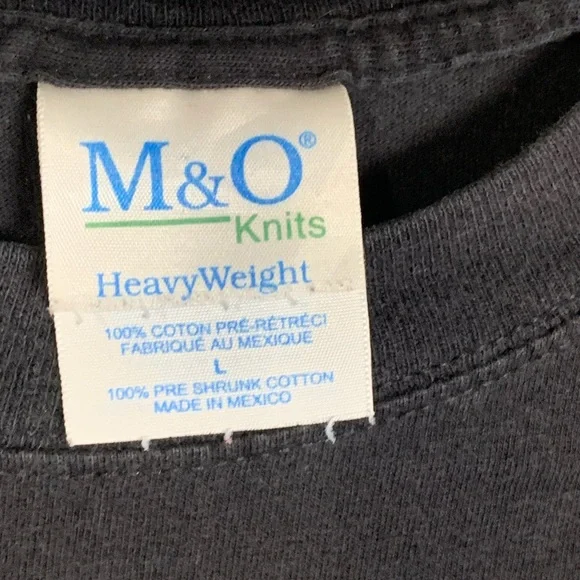 M&O®
Knits
HeavyWeight
100% COTON PRÉ-RÉTRÉCI
FABRIQUÉ AU MEXIQUE
L
100% PRE SHRUNK COTTON
MADE IN MEXICO